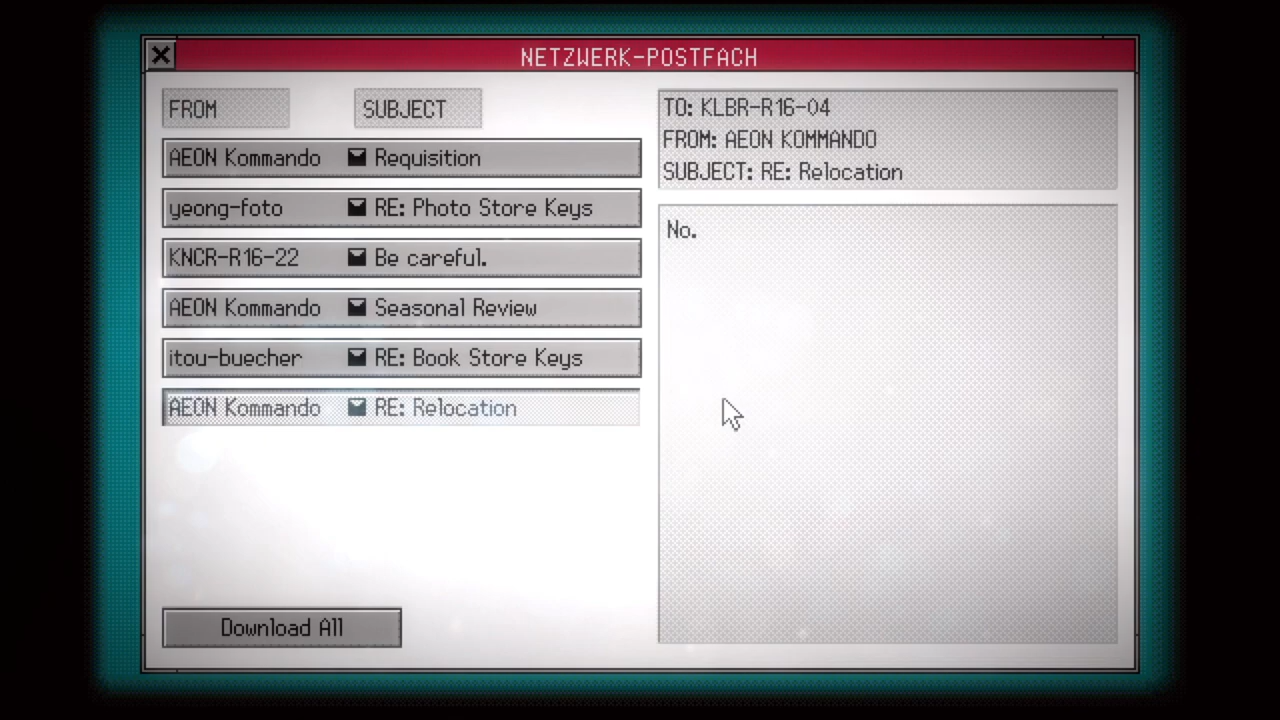 NETZWERK-POSTFACH
FROM SUBJECT
AEON Kommando Requisition
yeong-foto RE: Photo Store Keys
KNCR-R16-22 Be careful.
AEON Kommando Seasonal Review
itou-buecher RE: Book Store Keys
AEON Kommando RE: Relocation
Download All
TO: KLBR-R16-04
FROM: AEON KOMMANDO
SUBJECT: RE: Relocation
No.